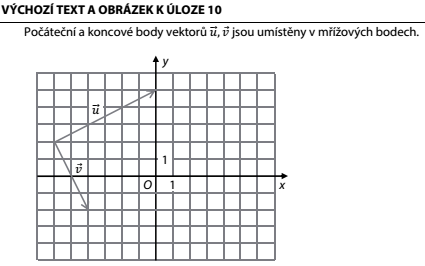 VÝCHOZÍ TEXT A OBRÁZEK K ÚLOZE 10
Počáteční a koncové body vektorů u⃗, v⃗ jsou umístěny v mřížových bodech.
y
u⃗
1
v⃗
O 1
x